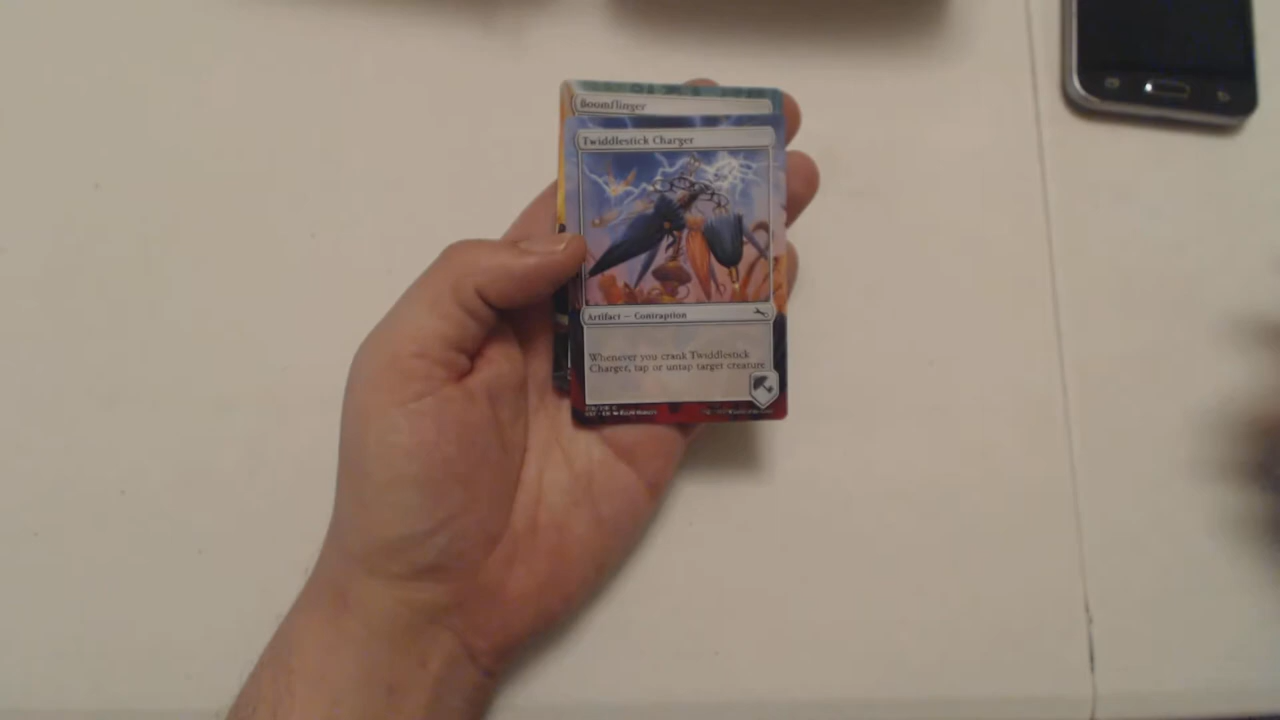 Boomflinger
Twiddlestick Charger
Artifact — Contraption
Whenever you crank Twiddlestick
Charger, tap or untap target creature